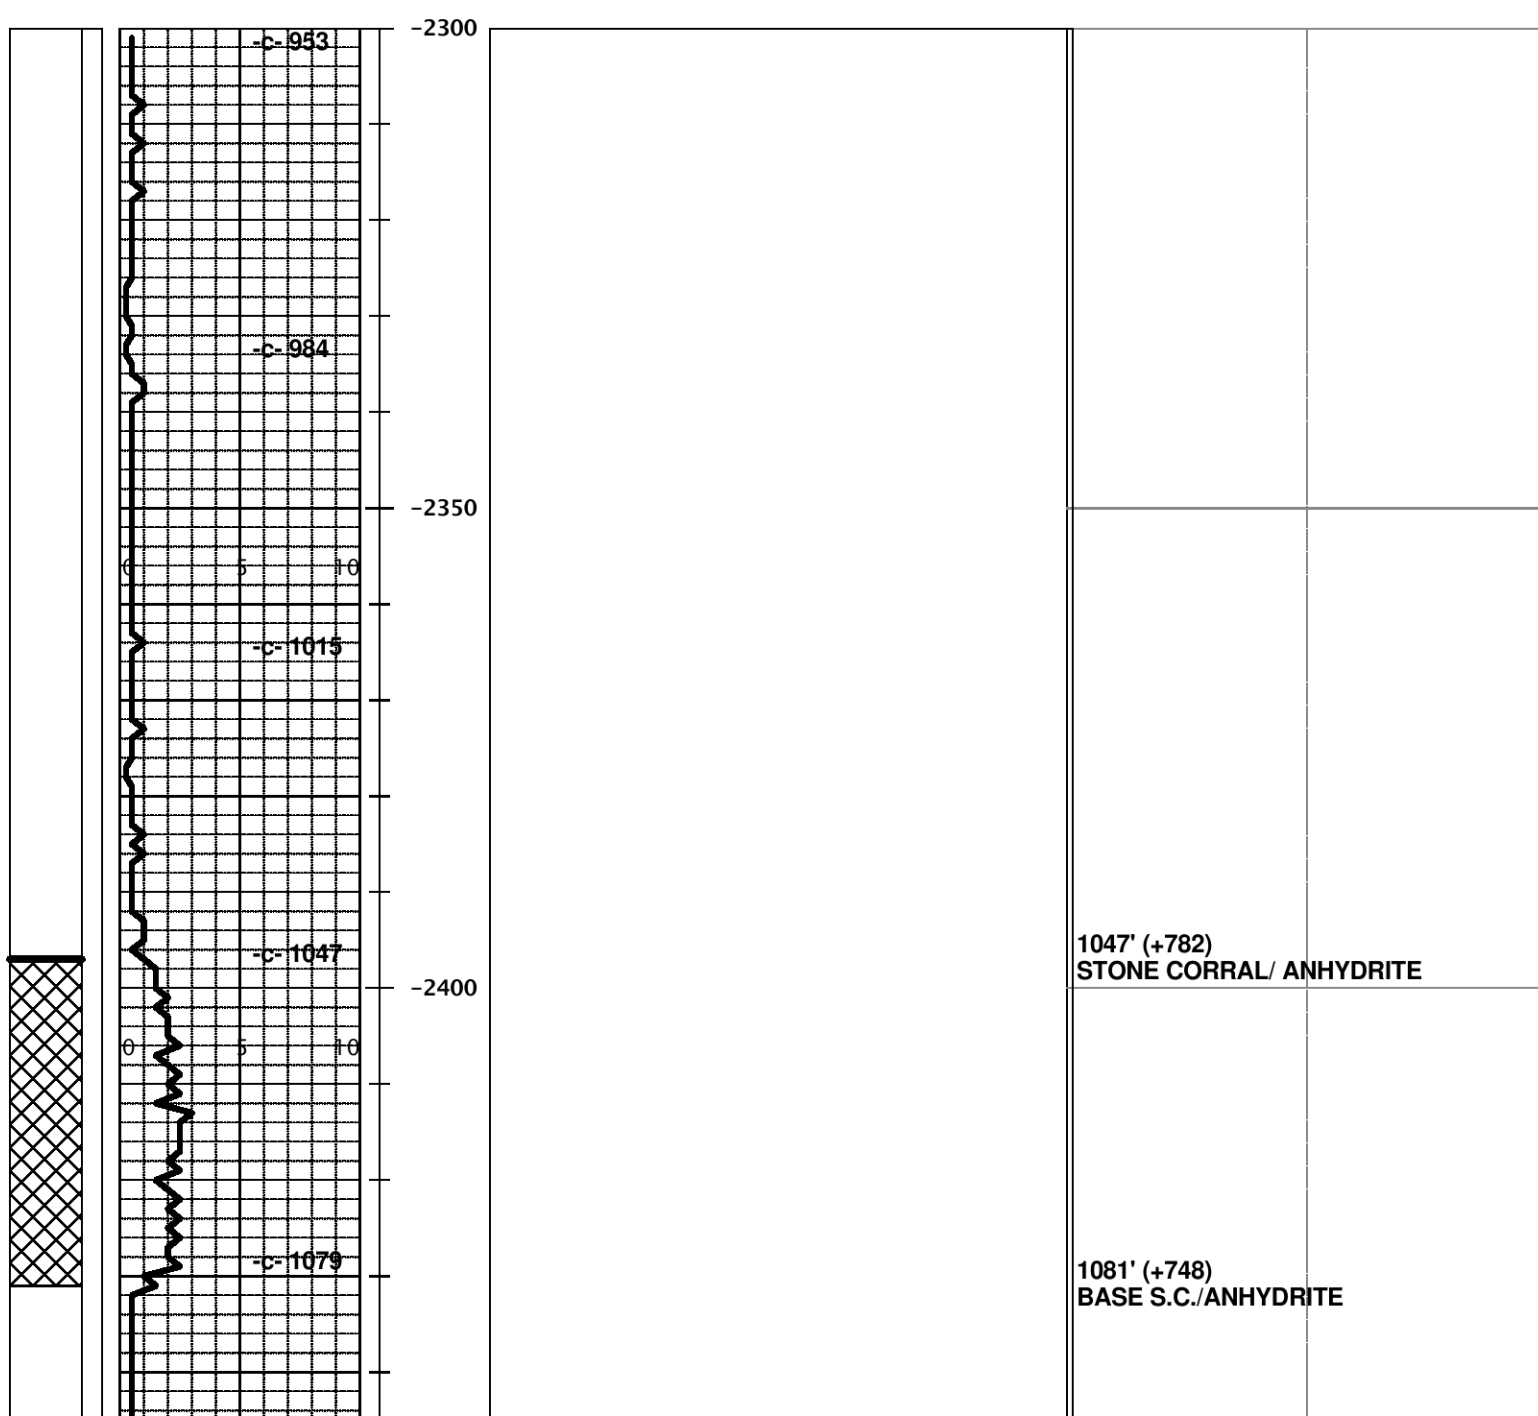 -c- 953
-2300
-c- 984
-2350
0 5 10
-c- 1015
1047' (+782)
-c- 1047
STONE CORRAL/ ANHYDRITE
-2400
0 5 10
-c- 1079
1081' (+748)
BASE S.C./ANHYDRITE